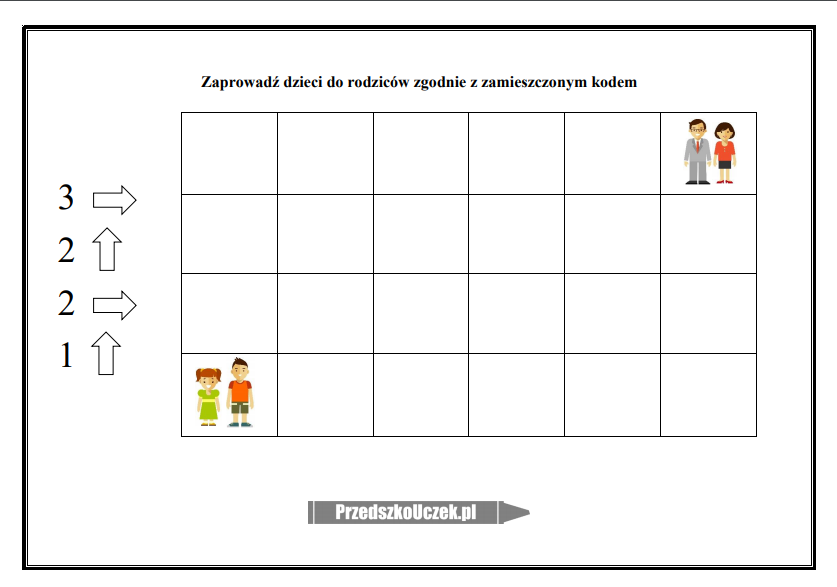 Zaprowadź dzieci do rodziców zgodnie z zamieszczonym kodem
3
2
2
1
PrzedszkoUczek.pl